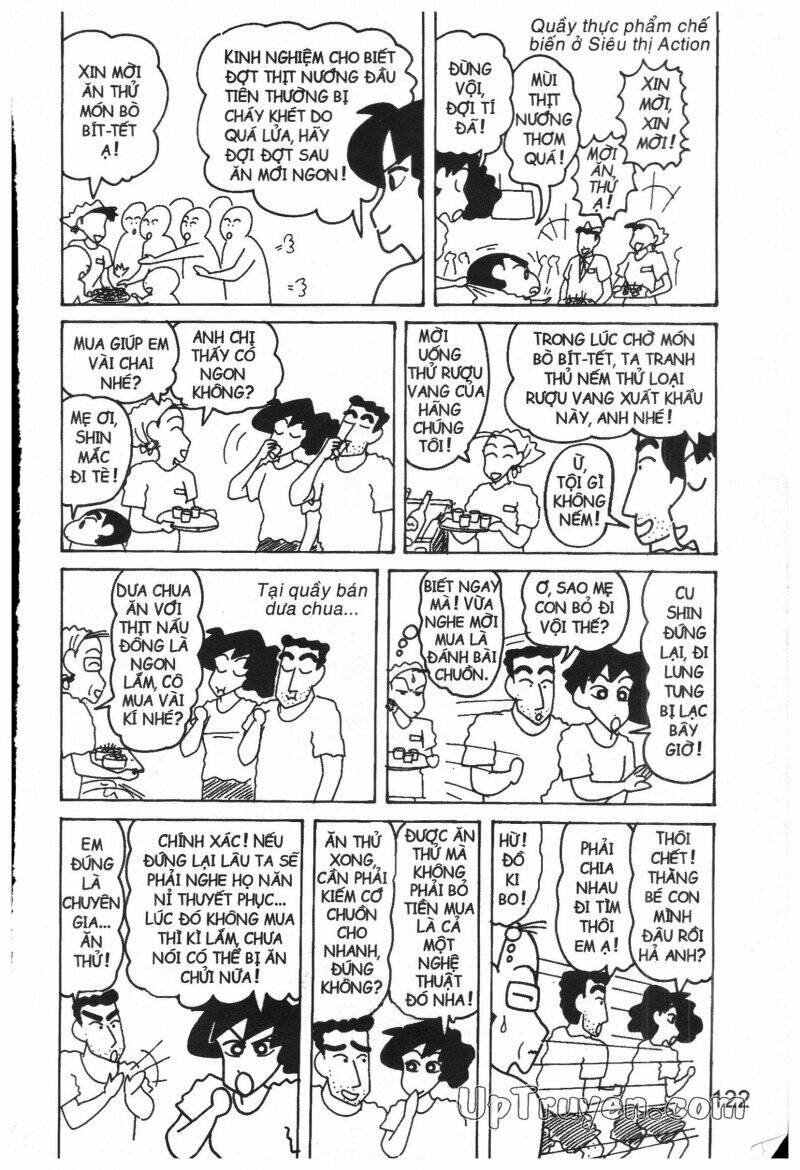 Quầy thực phẩm chế
biến ở Siêu thị Action
XIN
MỜI,
XIN
MỜI!
MỜI
ĂN
THỬ
Ạ!
MÙI
THỊT
NƯỚNG
THƠM
QUÁ!
ĐỪNG
VỘI,
ĐỢI TÍ
ĐÃ!
KINH NGHIỆM CHO BIẾT
ĐỢT THỊT NƯỚNG ĐẦU
TIÊN THƯỜNG BỊ
CHÁY KHÉT DO
QUÁ LỬA, HÃY
ĐỢI ĐỢT SAU
ĂN MỚI NGON!
XIN MỜI
ĂN THỬ
MÓN BÒ
BÍT-TẾT
Ạ!
TRONG LÚC CHỜ MÓN
BÒ BÍT-TẾT, TA TRANH
THỦ NẾM THỬ LOẠI
RƯỢU VANG XUẤT KHẨU
NÀY, ANH NHÉ!
Ừ,
TỘI GÌ
KHÔNG
NẾM!
MỜI
UỐNG
THỬ RƯỢU
VANG CỦA
HÃNG
CHÚNG
TÔI!
ANH CHỊ
THẤY CÓ
NGON
KHÔNG?
MUA GIÚP EM
VÀI CHAI
NHÉ?
MẸ ƠI,
SHIN
MẮC
ĐI TÈ!
CU
SHIN
ĐỨNG
LẠI, ĐI
LUNG
TUNG
BỊ LẠC
BÂY
GIỜ!
Ơ, SAO MẸ
CON BỎ ĐI
VỘI THẾ?
BIẾT NGAY
MÀ! VỪA
NGHE MỜI
MUA LÀ
ĐÁNH BÀI
CHUỒN.
Tại quầy bán
dưa chua...
DƯA CHUA
ĂN VỚI
THỊT NẤU
ĐÔNG LÀ
NGON
LẮM, CÔ
MUA VÀI
KÍ NHÉ?
THÔI
CHẾT!
THẰNG
BÉ CON
MÌNH
ĐÂU RỒI
HẢ ANH?
PHẢI
CHIA
NHAU
ĐI TÌM
THÔI
EM Ạ!
HỪ!
ĐỒ
KI
BO!
ĐƯỢC ĂN
THỬ MÀ
KHÔNG
PHẢI BỎ
TIỀN MUA
LÀ CẢ
MỘT
NGHỆ
THUẬT
ĐÓ NHA!
ĂN THỬ
XONG,
CẦN PHẢI
KIẾM CỚ
CHUỒN
CHO
NHANH,
ĐÚNG
KHÔNG?
CHÍNH XÁC! NẾU
ĐỨNG LẠI LÂU TA SẼ
PHẢI NGHE HỌ NĂN
NỈ THUYẾT PHỤC...
LÚC ĐÓ KHÔNG MUA
THÌ KÌ LẮM, CHƯA
NÓI CÓ THỂ BỊ ĂN
CHỬI NỮA!
EM
ĐÚNG
LÀ
CHUYÊN
GIA...
ĂN
THỬ!
122
UpTruyen.com